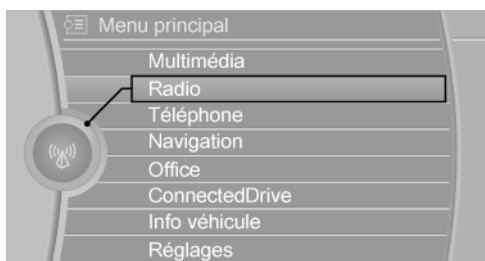 Menu principal
Multimédia
Radio
Téléphone
Navigation
Office
ConnectedDrive
Info véhicule
Réglages